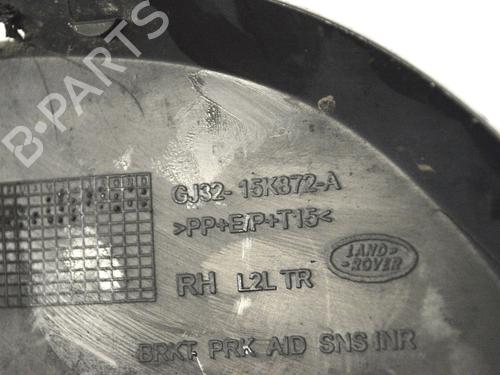 B-PARTS
GJ32-15K872-A
>PP+E/P+T15<
LAND
ROVER
RH L2L TR
BRKT PRK AID SNS INR